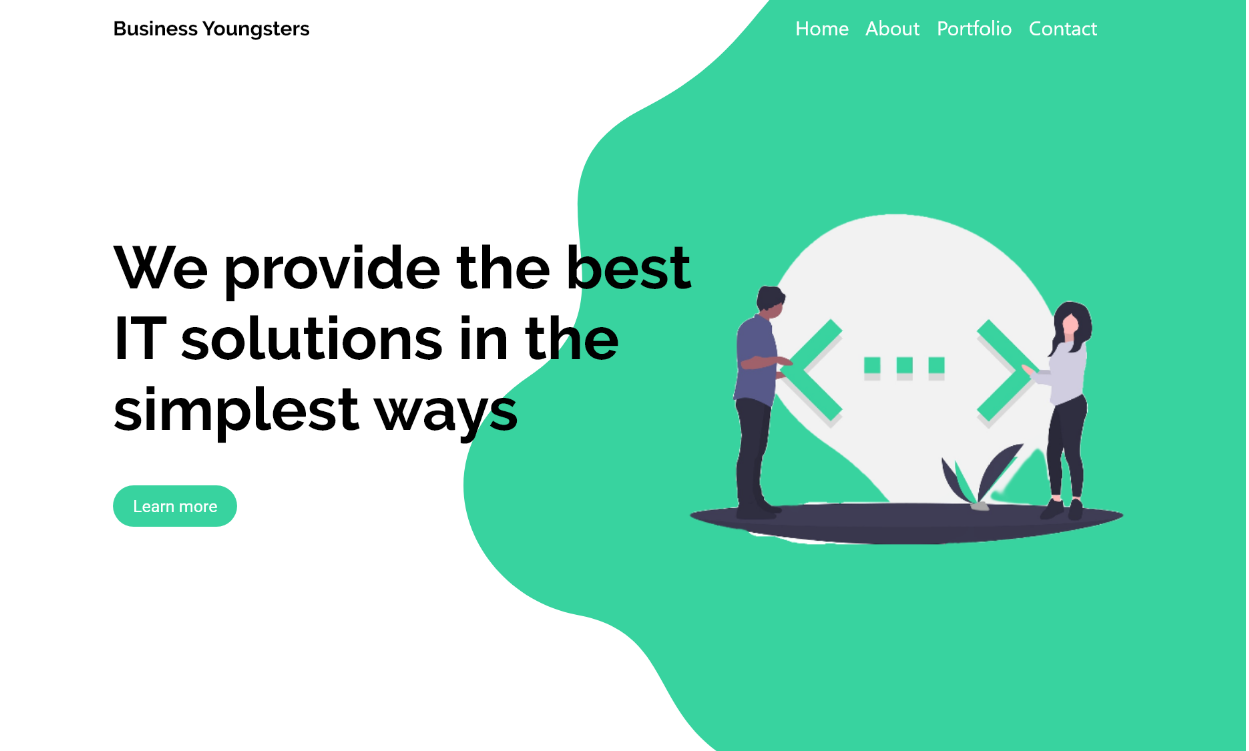 Business Youngsters
Home About Portfolio Contact
We provide the best
IT solutions in the
simplest ways
Learn more